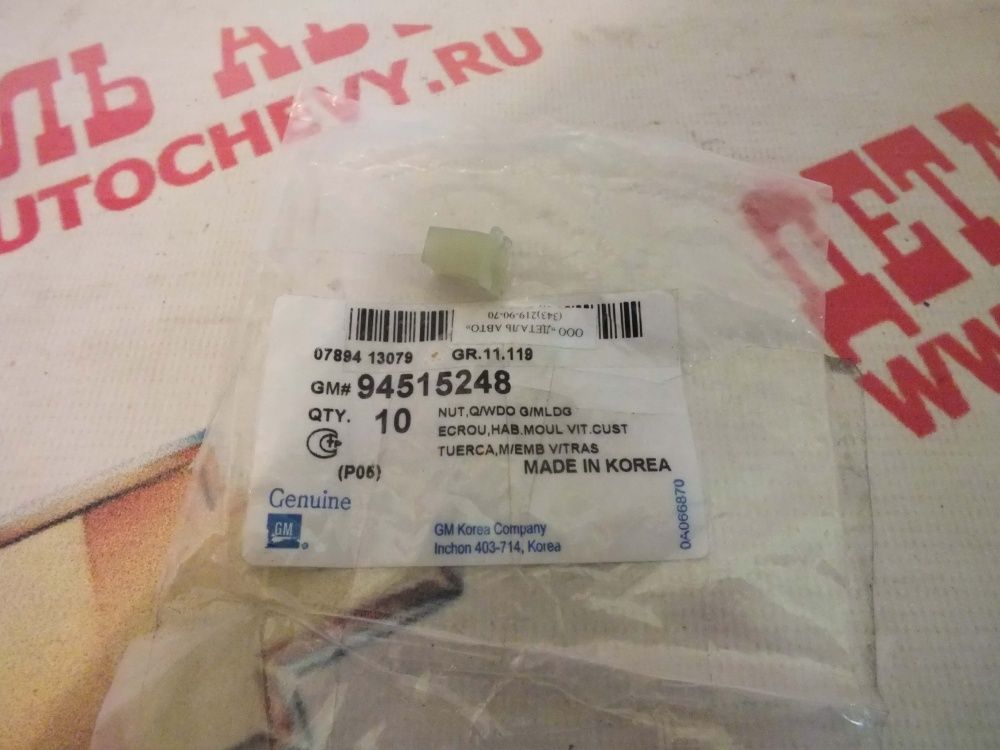 ЛЬ АВ
UTOCHEVY.RU
ДЕТА
WW
ООО «ДЕТАЛЬ АВТО»
(343)219-90-70
07894 13079 GR.11.119
GM# 94515248
QTY. 10
NUT,Q/WDO G/MLDG
ECROU,HAB.MOUL VIT.CUST
TUERCA,M/EMB V/TRAS
(P05)
MADE IN KOREA
Genuine
GM
GM Korea Company
Inchon 403-714, Korea
0A066870